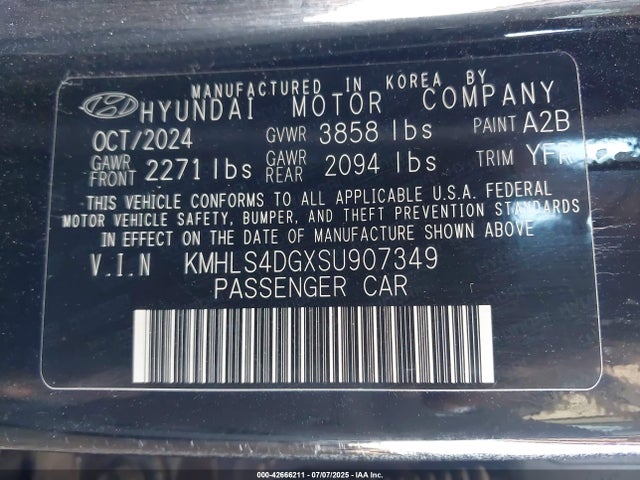 MANUFACTURED IN KOREA BY
HYUNDAI MOTOR COMPANY
OCT/2024 GVWR 3858 lbs PAINT A2B
GAWR FRONT 2271 lbs GAWR REAR 2094 lbs TRIM YFR
THIS VEHICLE CONFORMS TO ALL APPLICABLE U.S.A. FEDERAL
MOTOR VEHICLE SAFETY, BUMPER, AND THEFT PREVENTION STANDARDS
IN EFFECT ON THE DATE OF MANUFACTURE SHOWN ABOVE.
V.I.N KMHLS4DGXSU907349
PASSENGER CAR
000-42666211 - 07/07/2025 - IAA Inc.